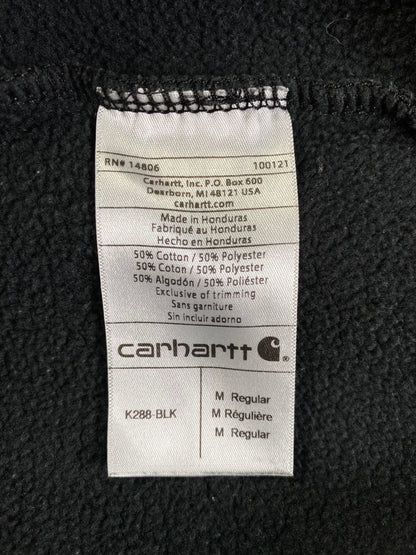 RN# 14806 100121
Carhartt, Inc. P.O. Box 600
Dearborn, MI 48121 USA
carhartt.com
Made in Honduras
Fabriqué au Honduras
Hecho en Honduras
50% Cotton / 50% Polyester
50% Coton / 50% Polyester
50% Algodón / 50% Poliéster
Exclusive of trimming
Sans garniture
Sin incluir adorno
carhartt ®
K288-BLK
M Regular
M Régulière
M Regular